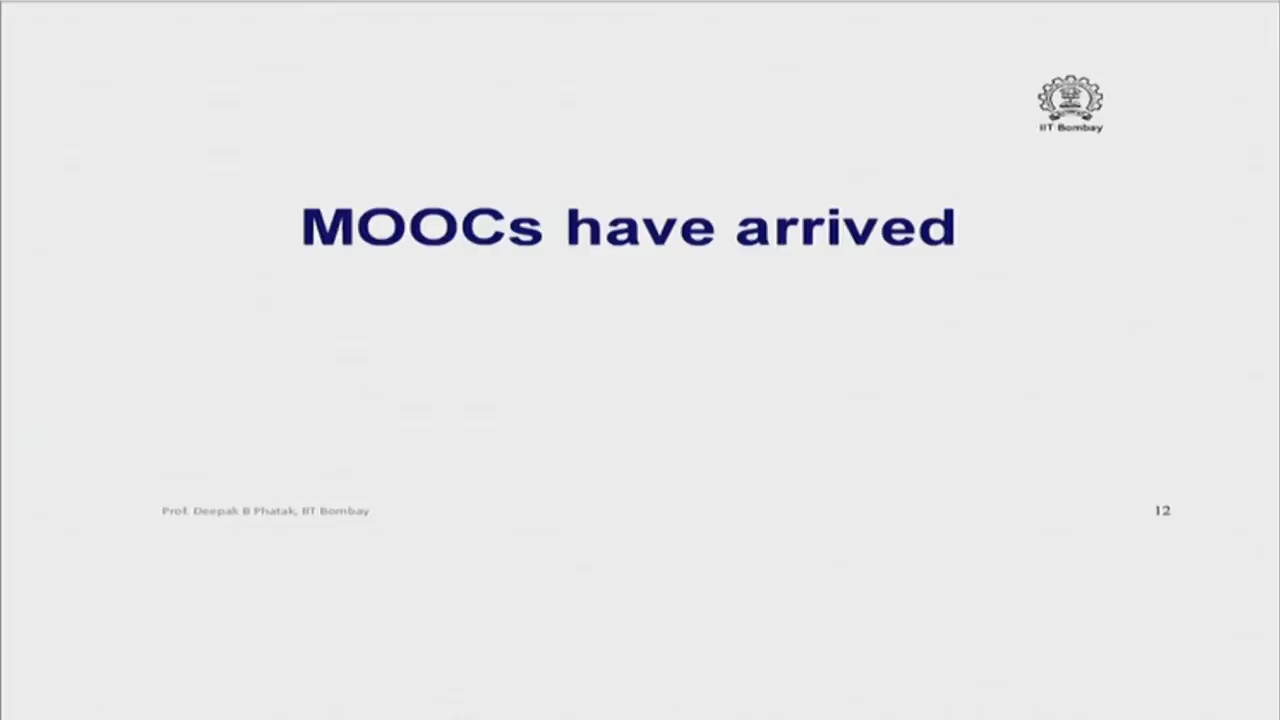 IIT Bombay
MOOCs have arrived
Prof. Deepak B Phatak, IIT Bombay
12